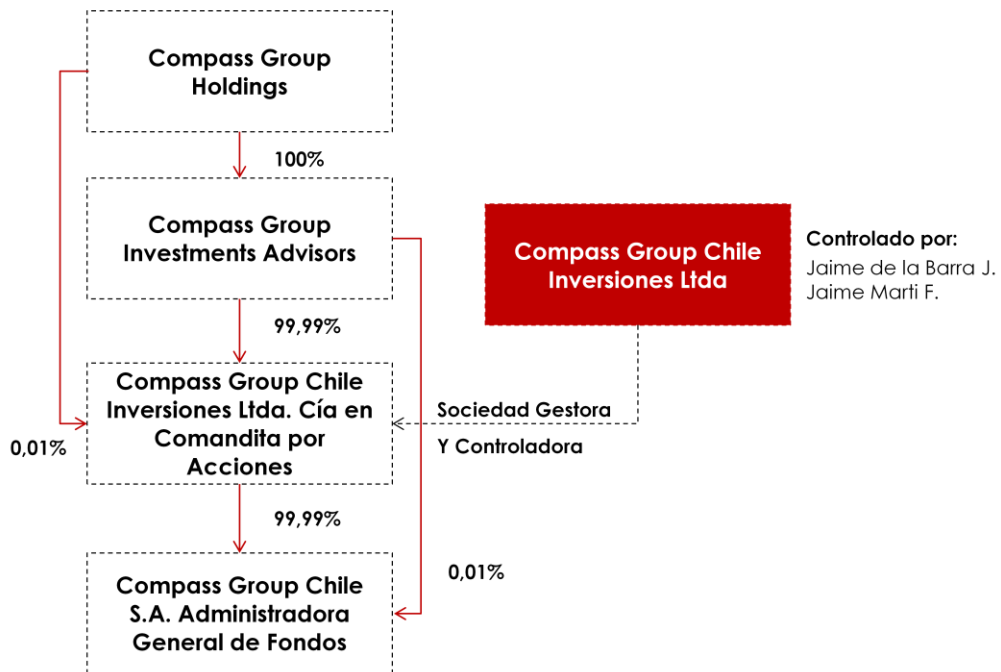 Compass Group
Holdings
100%
Compass Group
Investments Advisors
Compass Group Chile
Inversiones Ltda
Controlado por:
Jaime de la Barra J.
Jaime Marti F.
99,99%
Compass Group Chile
Inversiones Ltda. Cía en
Comandita por
Acciones
0,01%
Sociedad Gestora
Y Controladora
99,99%
0,01%
Compass Group Chile
S.A. Administradora
General de Fondos